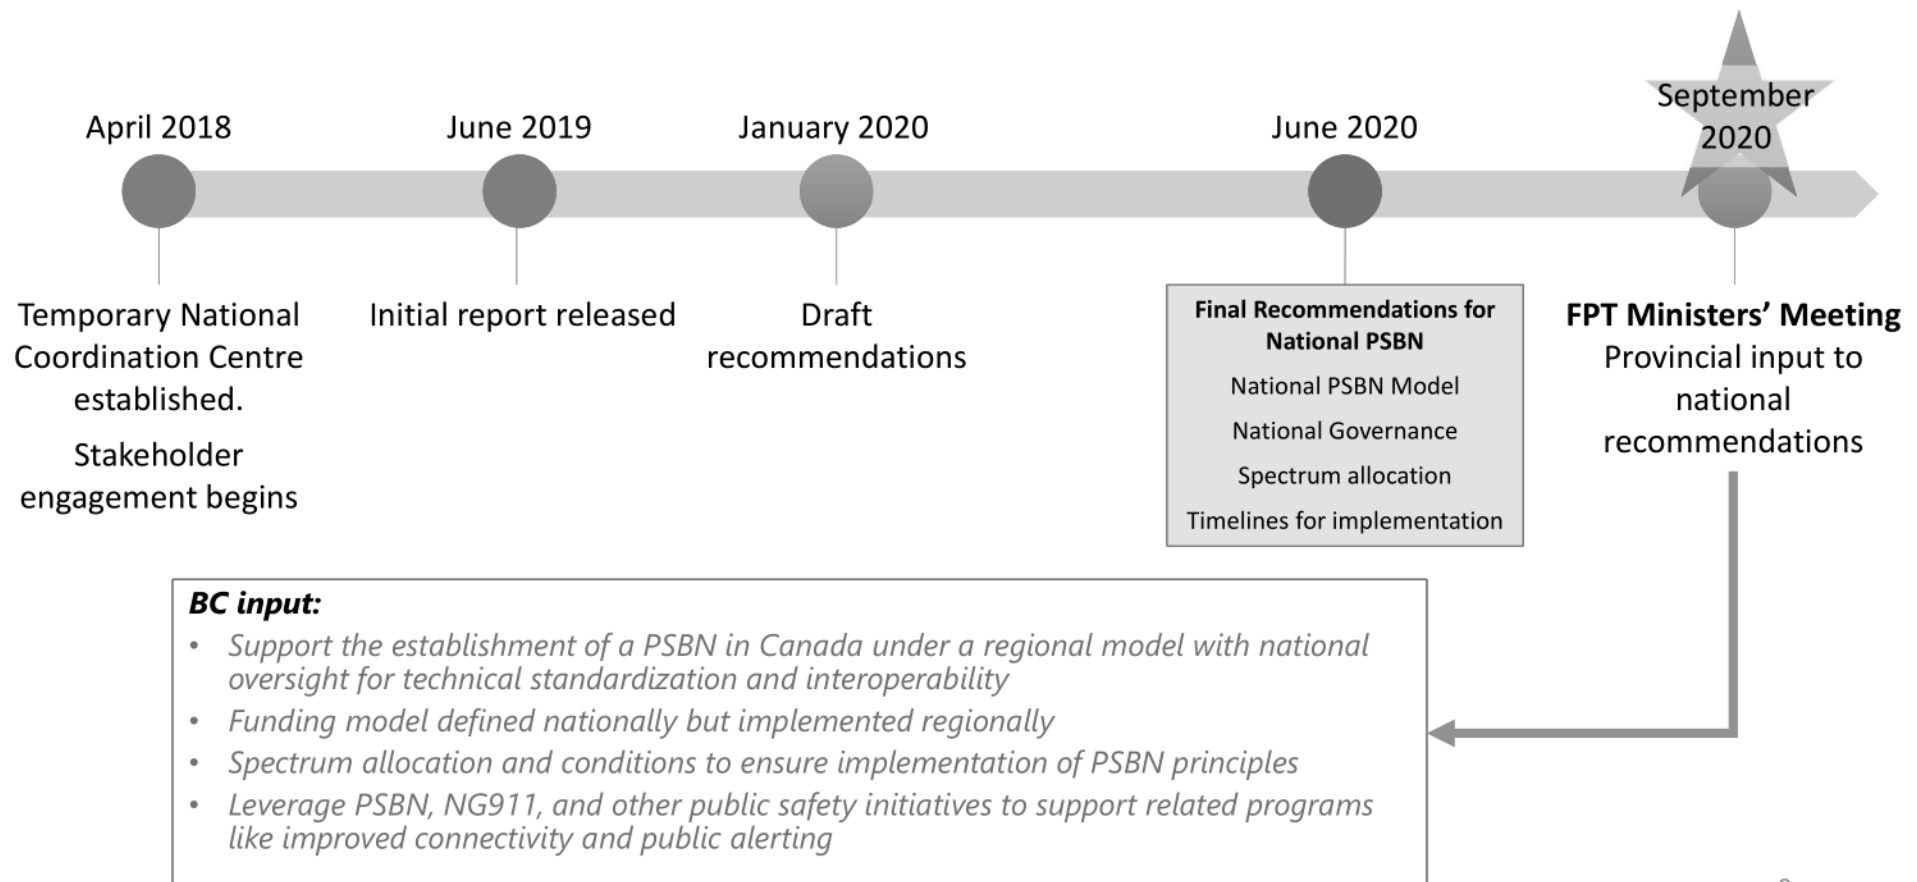 April 2018
June 2019
January 2020
June 2020
September
2020
Temporary National
Coordination Centre
established.
Stakeholder
engagement begins
Initial report released
Draft
recommendations
Final Recommendations for
National PSBN
National PSBN Model
National Governance
Spectrum allocation
Timelines for implementation
FPT Ministers’ Meeting
Provincial input to
national
recommendations
BC input:
• Support the establishment of a PSBN in Canada under a regional model with national
oversight for technical standardization and interoperability
• Funding model defined nationally but implemented regionally
• Spectrum allocation and conditions to ensure implementation of PSBN principles
• Leverage PSBN, NG911, and other public safety initiatives to support related programs
like improved connectivity and public alerting